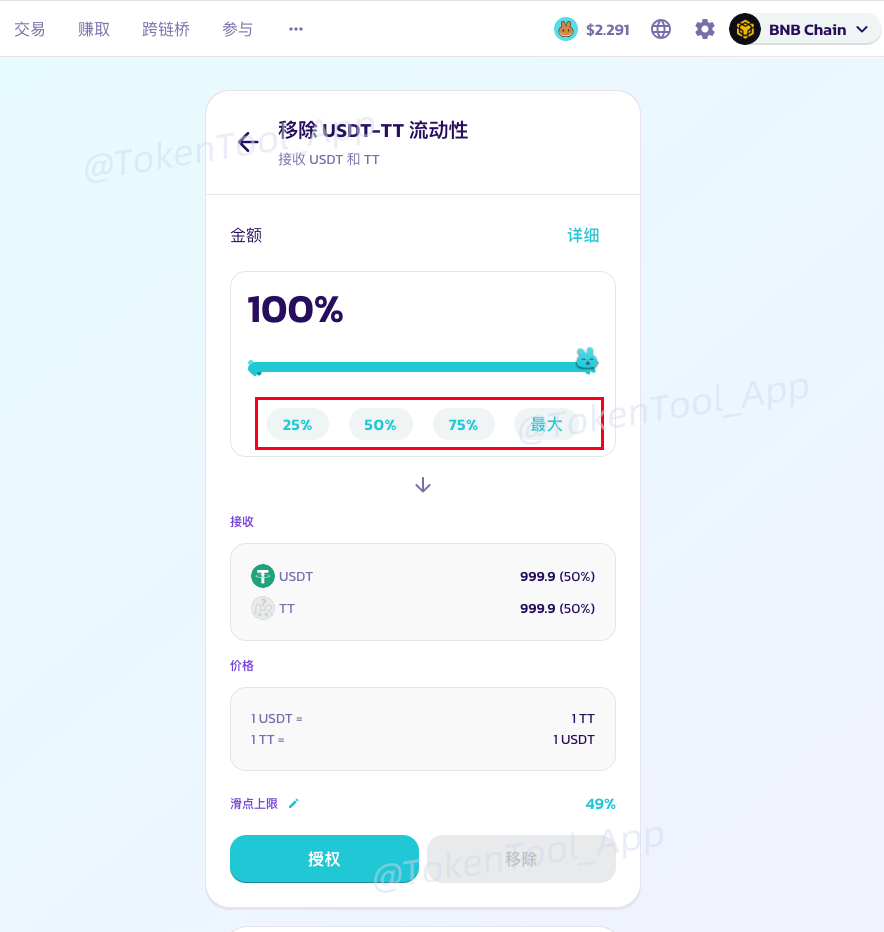 交易 赚取 跨链桥 参与 ··· $2.291 BNB Chain
移除 USDT-TT 流动性
接收 USDT 和 TT
@TokenTool_App
金额 详细
100%
25% 50% 75% 最大
@TokenTool_App
接收
USDT 999.9 (50%)
TT 999.9 (50%)
价格
1 USDT = 1 TT
1 TT = 1 USDT
滑点上限 49%
授权 移除
@TokenTool_App